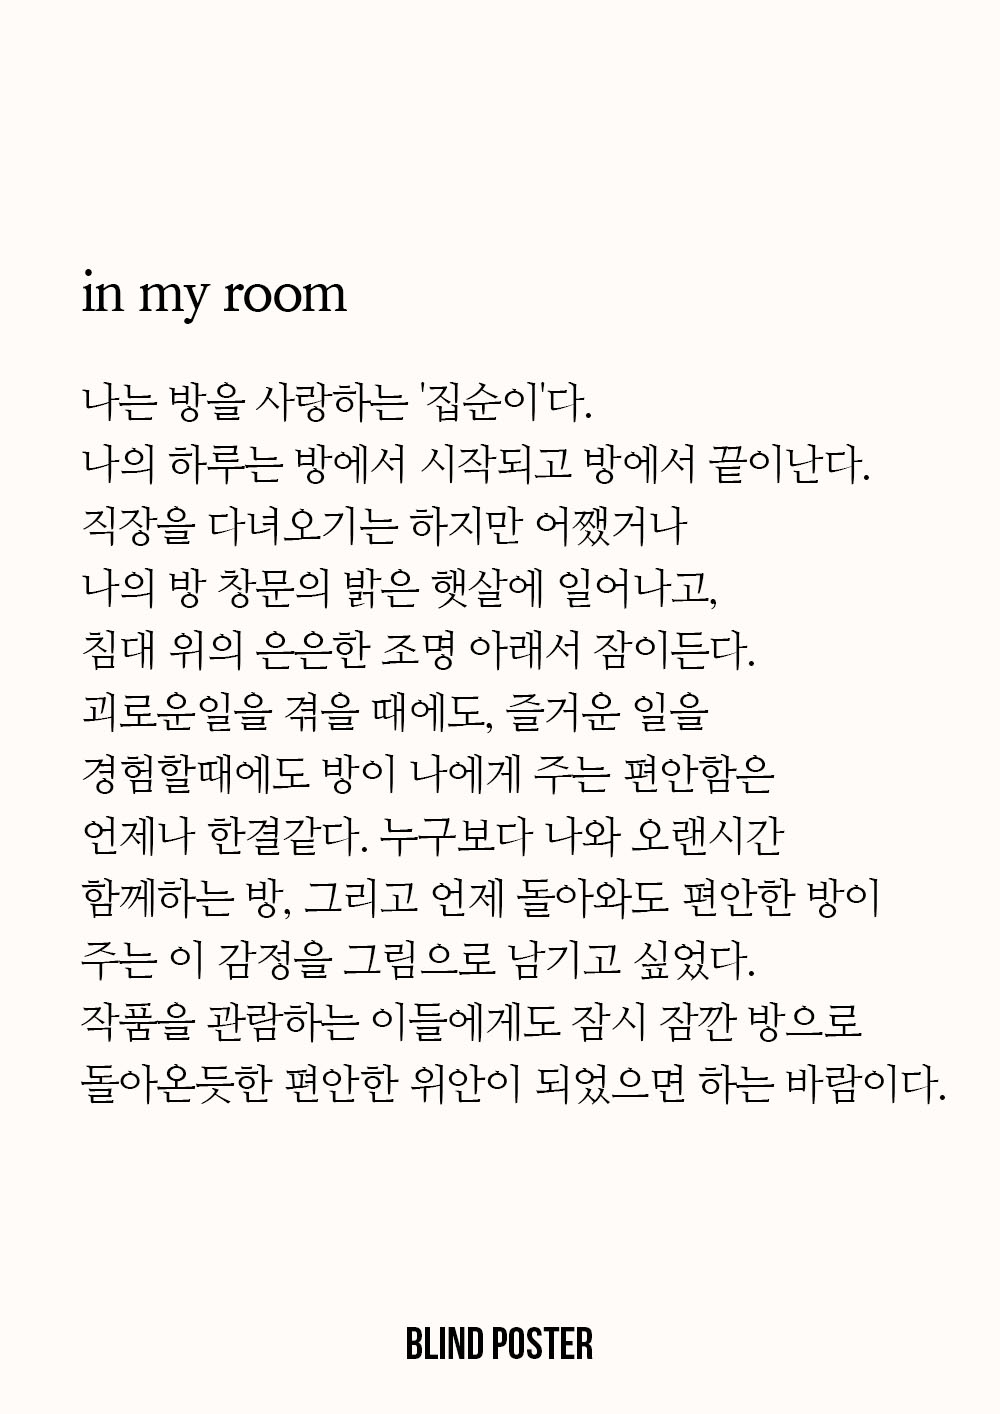 in my room
나는 방을 사랑하는 '집순이'다.
나의 하루는 방에서 시작되고 방에서 끝이난다.
직장을 다녀오기는 하지만 어쨌거나
나의 방 창문의 밝은 햇살에 일어나고,
침대 위의 은은한 조명 아래서 잠이든다.
괴로운일을 겪을 때에도, 즐거운 일을
경험할때에도 방이 나에게 주는 편안함은
언제나 한결같다. 누구보다 나와 오랜시간
함께하는 방, 그리고 언제 돌아와도 편안한 방이
주는 이 감정을 그림으로 남기고 싶었다.
작품을 관람하는 이들에게도 잠시 잠깐 방으로
돌아온듯한 편안한 위안이 되었으면 하는 바람이다.
BLIND POSTER